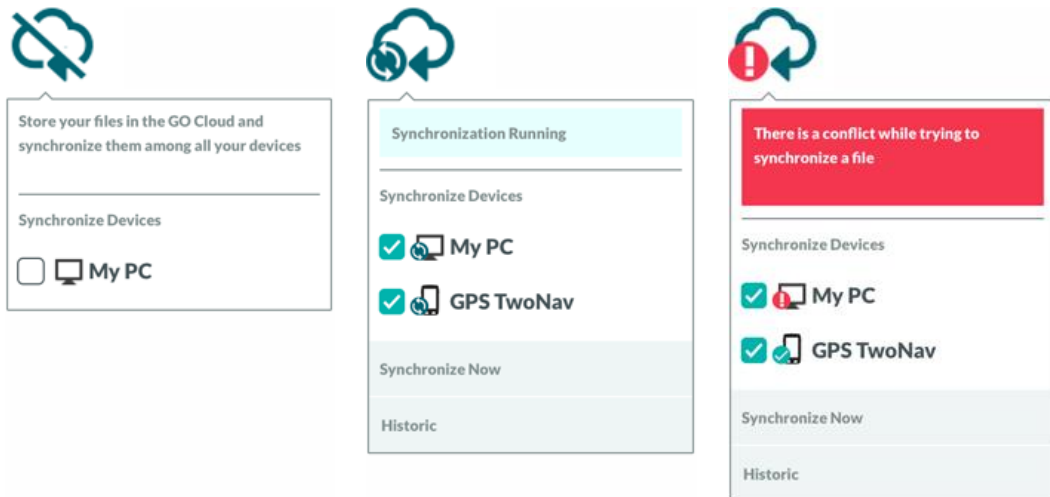 Store your files in the GO Cloud and
synchronize them among all your devices
Synchronize Devices
My PC
Synchronization Running
Synchronize Devices
My PC
GPS TwoNav
Synchronize Now
Historic
There is a conflict while trying to
synchronize a file
Synchronize Devices
My PC
GPS TwoNav
Synchronize Now
Historic